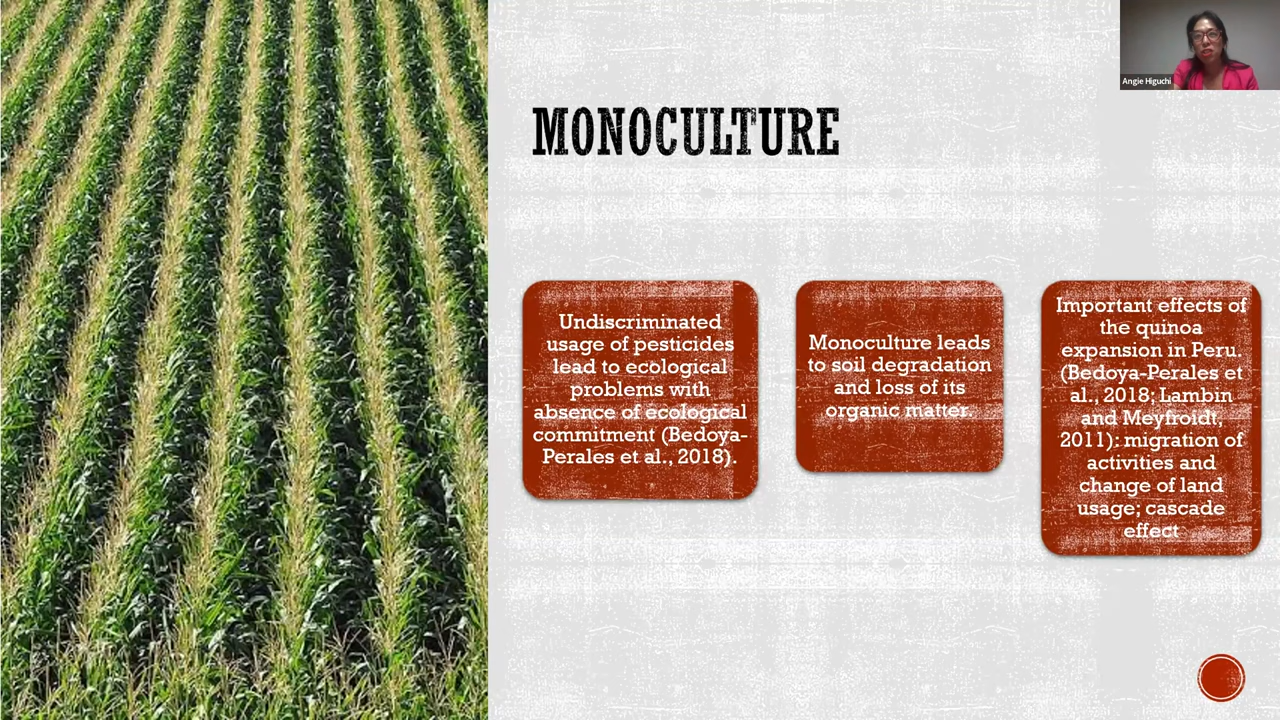 Angie Higuchi
MONOCULTURE
Undiscriminated
usage of pesticides
lead to ecological
problems with
absence of ecological
commitment (Bedoya-
Perales et al., 2018).
Monoculture leads
to soil degradation
and loss of its
organic matter.
Important effects of
the quinoa
expansion in Peru.
(Bedoya-Perales et
al., 2018; Lambin
and Meyfroidt,
2011): migration of
activities and
change of land
usage; cascade
effect